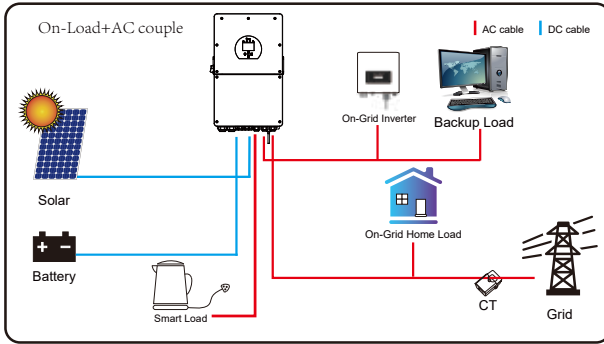 On-Load+AC couple
AC cable
DC cable
On-Grid Inverter
Backup Load
Solar
On-Grid Home Load
Battery
Smart Load
CT
Grid